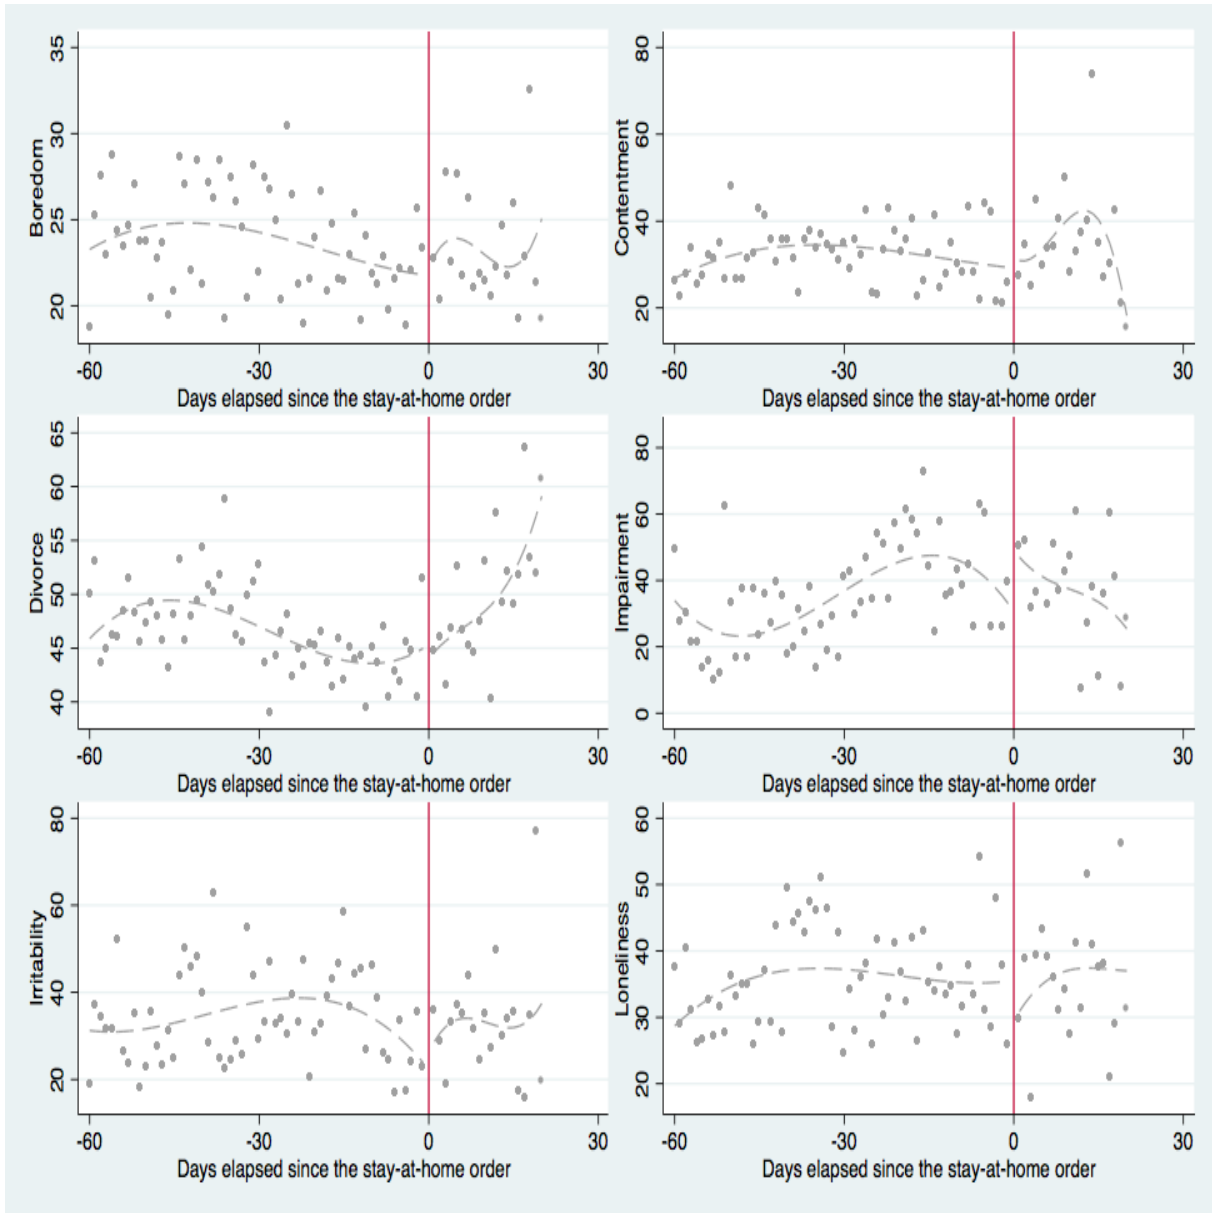 Boredom
35
30
25
20
-60 -30 0 30
Days elapsed since the stay-at-home order
Contentment
80
60
40
20
-60 -30 0 30
Days elapsed since the stay-at-home order
Divorce
65
60
55
50
45
40
-60 -30 0 30
Days elapsed since the stay-at-home order
Impairment
80
60
40
20
0
-60 -30 0 30
Days elapsed since the stay-at-home order
Irritability
80
60
40
20
-60 -30 0 30
Days elapsed since the stay-at-home order
Loneliness
60
50
40
30
20
-60 -30 0 30
Days elapsed since the stay-at-home order